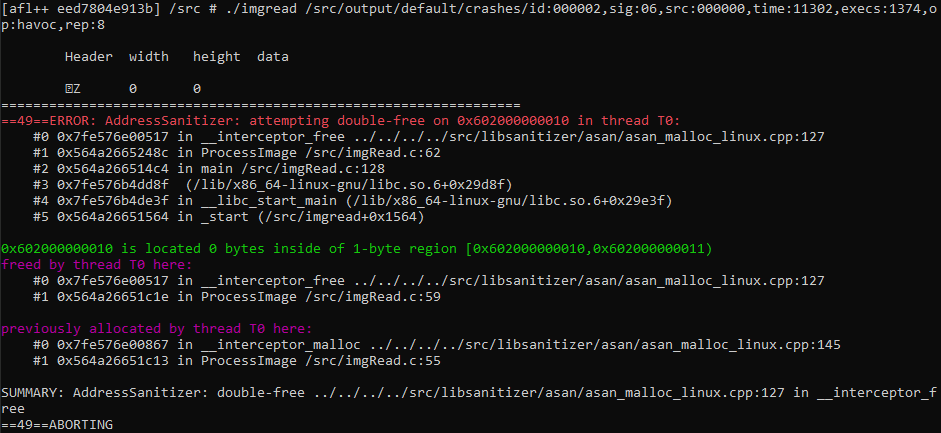 [afl++ eed7804e913b] /src # ./imgread /src/output/default/crashes/id:000002,sig:06,src:000000,time:11302,execs:1374,o
p:havoc,rep:8
Header width height data
Z 0 0
=================================================================
==49==ERROR: AddressSanitizer: attempting double-free on 0x602000000010 in thread T0:
#0 0x7fe576e00517 in __interceptor_free ../../../../src/libsanitizer/asan/asan_malloc_linux.cpp:127
#1 0x564a2665248c in ProcessImage /src/imgRead.c:62
#2 0x564a266514c4 in main /src/imgRead.c:128
#3 0x7fe576b4dd8f (/lib/x86_64-linux-gnu/libc.so.6+0x29d8f)
#4 0x7fe576b4de3f in __libc_start_main (/lib/x86_64-linux-gnu/libc.so.6+0x29e3f)
#5 0x564a26651564 in _start (/src/imgread+0x1564)
0x602000000010 is located 0 bytes inside of 1-byte region [0x602000000010,0x602000000011)
freed by thread T0 here:
#0 0x7fe576e00517 in __interceptor_free ../../../../src/libsanitizer/asan/asan_malloc_linux.cpp:127
#1 0x564a26651c1e in ProcessImage /src/imgRead.c:59
previously allocated by thread T0 here:
#0 0x7fe576e00867 in __interceptor_malloc ../../../../src/libsanitizer/asan/asan_malloc_linux.cpp:145
#1 0x564a26651c13 in ProcessImage /src/imgRead.c:55
SUMMARY: AddressSanitizer: double-free ../../../../src/libsanitizer/asan/asan_malloc_linux.cpp:127 in __interceptor_f
ree
==49==ABORTING